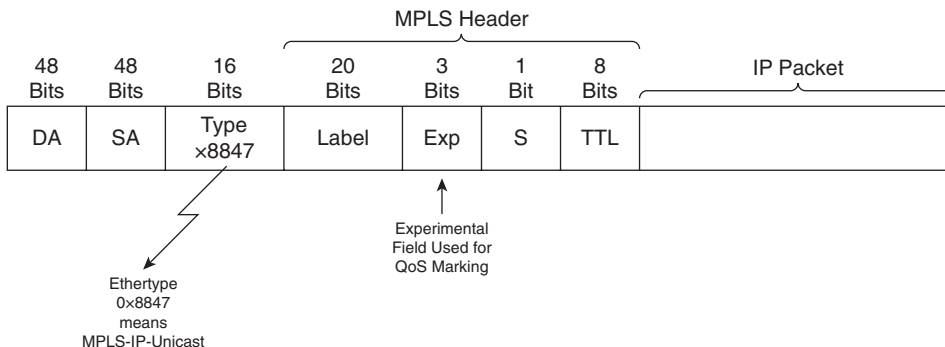 MPLS Header
48 48 16 20 3 1 8 IP Packet
Bits Bits Bits Bits Bits Bit Bits
DA SA Type ×8847 Label Exp S TTL
Experimental
Field Used for
QoS Marking
Ethertype
0×8847
means
MPLS-IP-Unicast